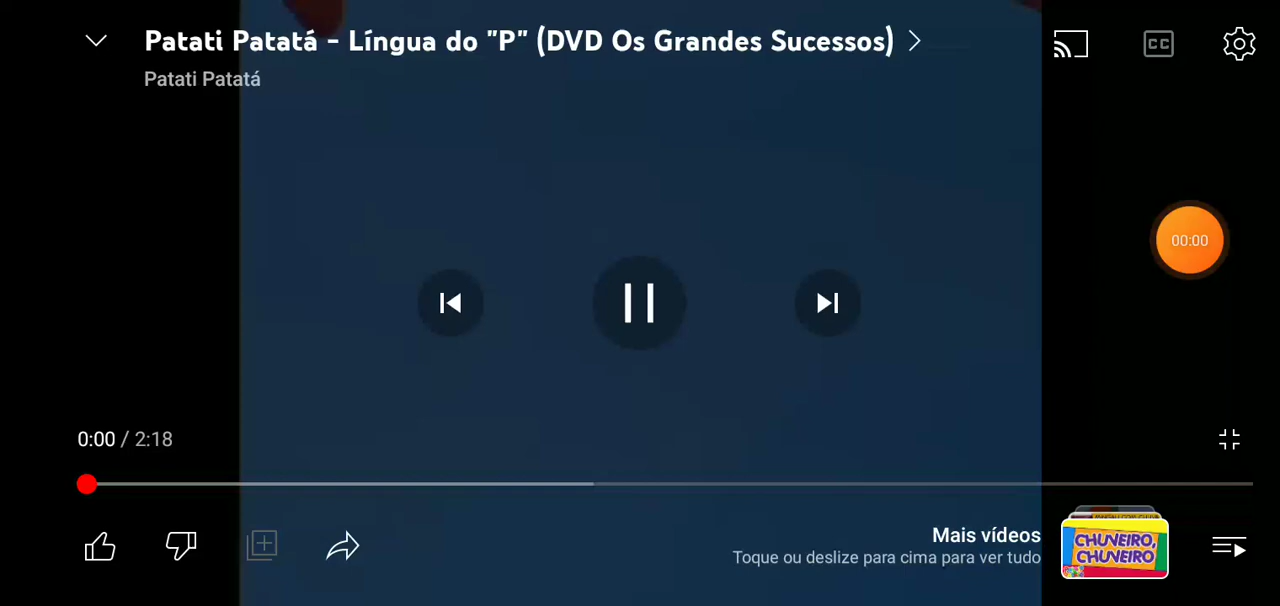 Patati Patatá - Língua do "P" (DVD Os Grandes Sucessos)
Patati Patatá
CC
00:00
0:00 / 2:18
Mais vídeos
Toque ou deslize para cima para ver tudo
CHUVEIRO,
CHUVEIRO